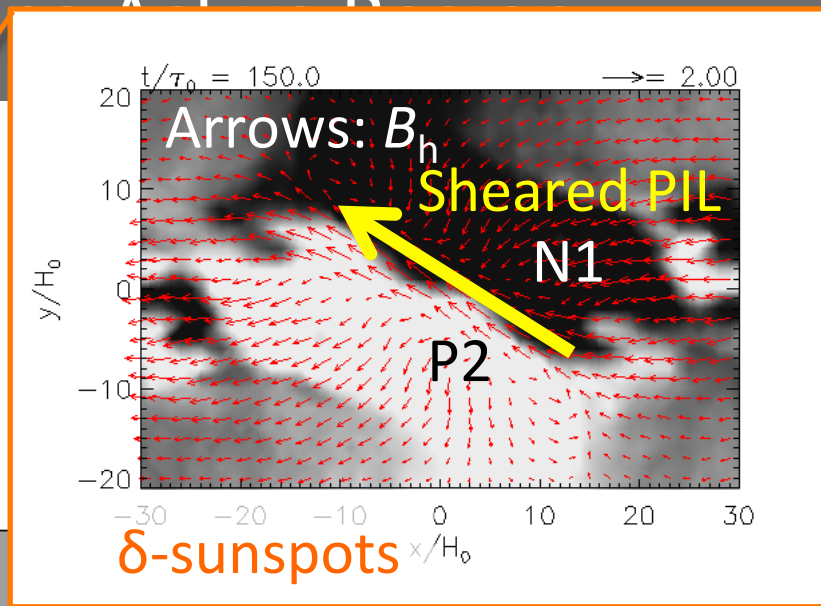 t/τ₀ = 150.0
⟶= 2.00
Arrows: Bₕ
Sheared PIL
N1
P2
20
10
0
−10
−20
y/H₀
−30 −20 −10 0 10 20 30
δ-sunspots x/H₀